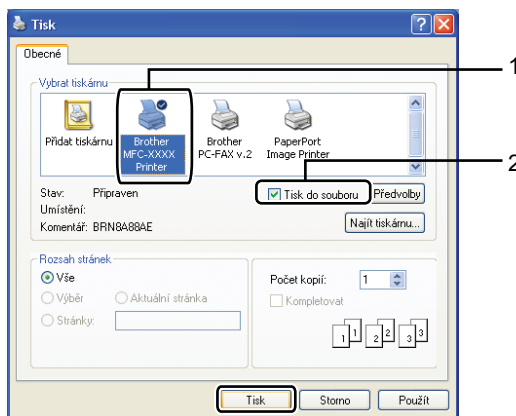 Tisk
Obecné
1
Vybrat tiskárnu
Přidat tiskárnu
Brother
MFC-XXXX
Printer
Brother
PC-FAX v.2
PaperPort
Image Printer
2
Stav: Připraven
Tisk do souboru
Předvolby
Umístění:
Komentář: BRN8A88AE
Najít tiskárnu...
Rozsah stránek
Vše
Výběr
Aktuální stránka
Stránky:
Počet kopií: 1
Kompletovat
1 1 2 2 3 3
Tisk
Storno
Použít